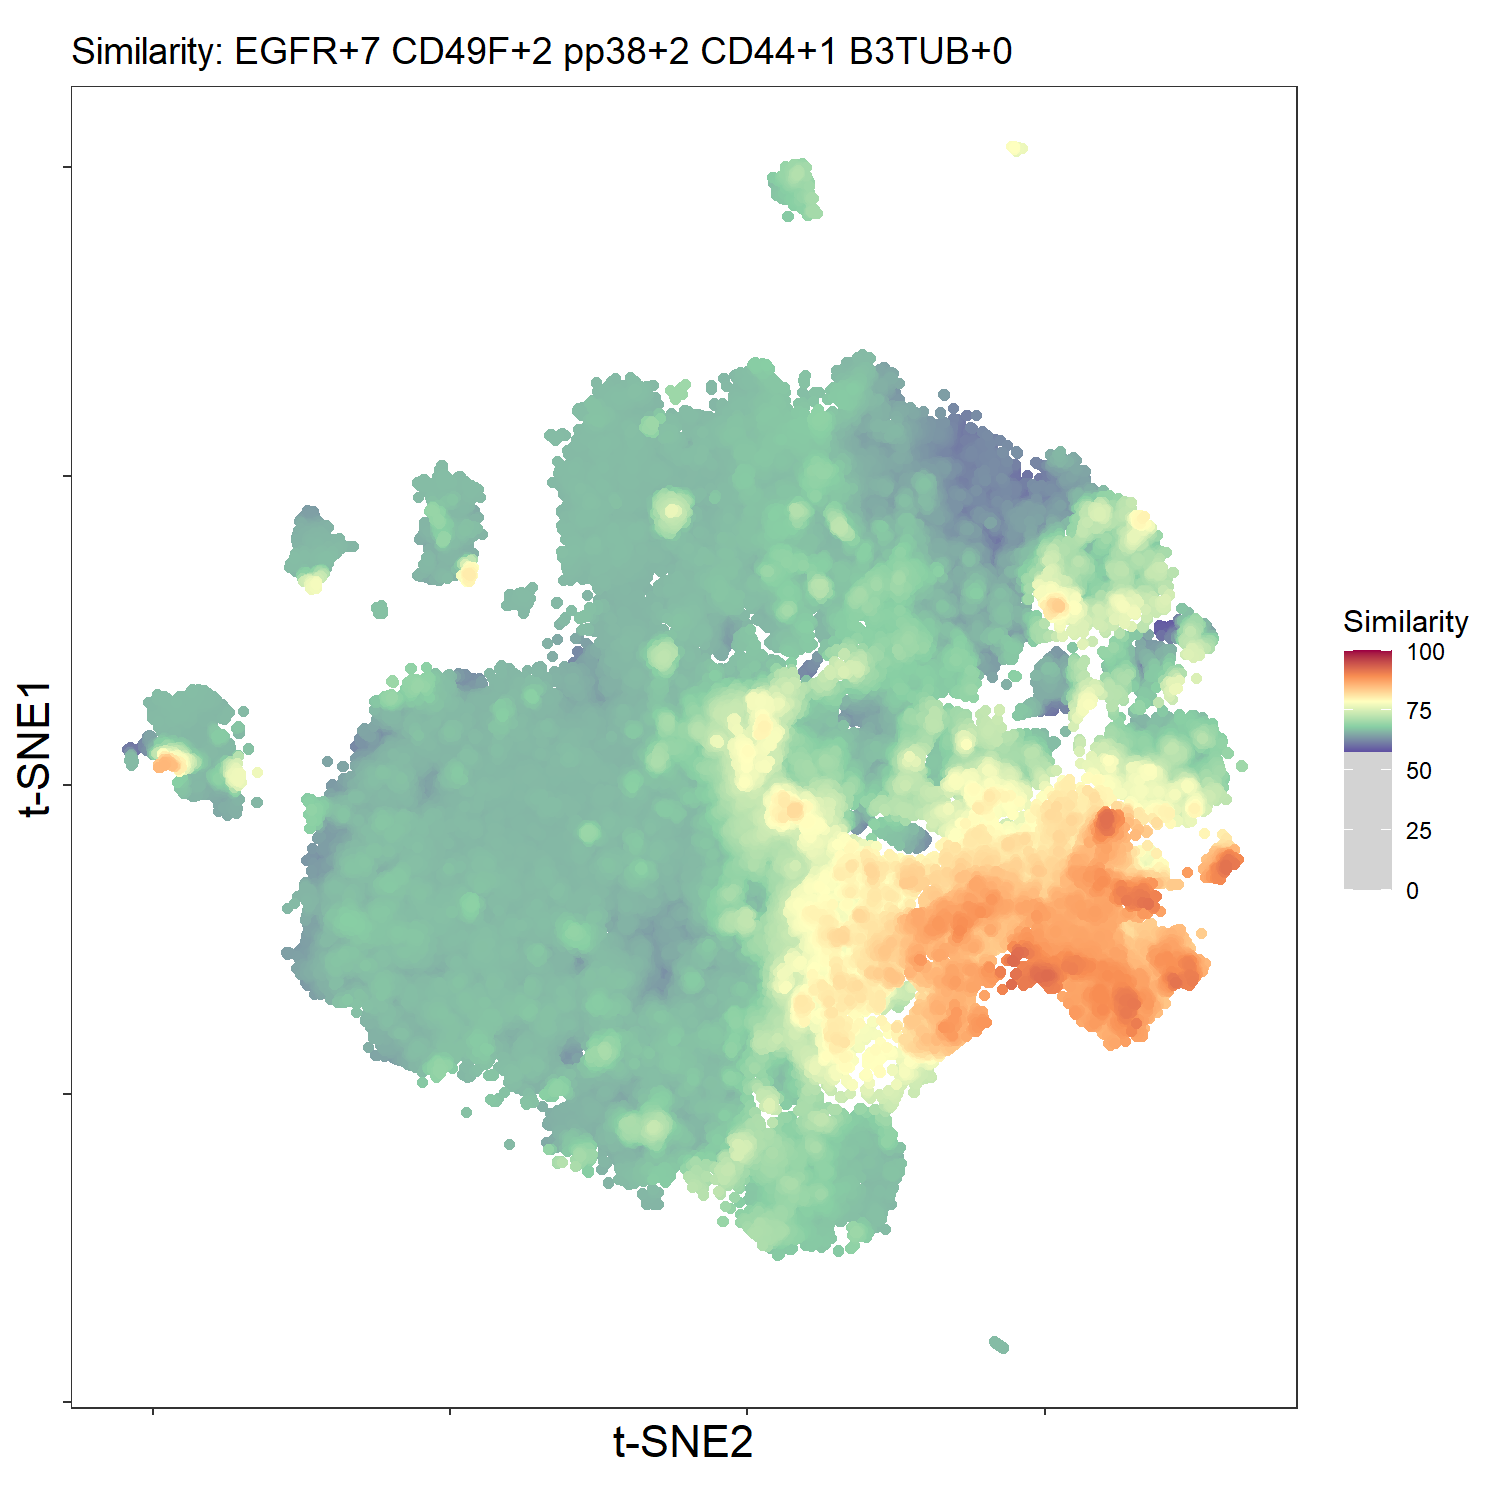 Similarity: EGFR+7 CD49F+2 pp38+2 CD44+1 B3TUB+0
t-SNE1
t-SNE2
Similarity
100
75
50
25
0